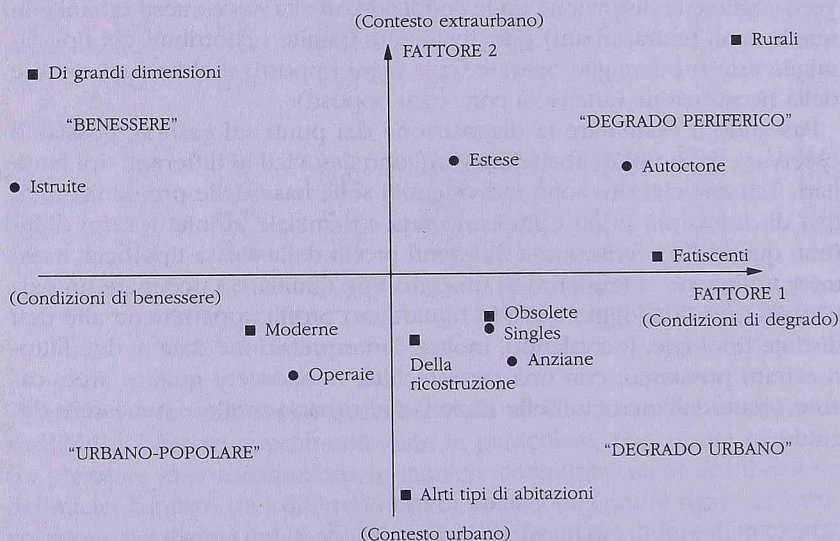 (Contesto extraurbano)
Rurali
FATTORE 2
Di grandi dimensioni
"BENESSERE"
"DEGRADO PERIFERICO"
Estese
Autoctone
Istruite
Fatiscenti
(Condizioni di benessere)
FATTORE 1
(Condizioni di degrado)
Obsolete
Moderne
Singles
Della
ricostruzione
Anziane
Operaie
"URBANO-POPOLARE"
"DEGRADO URBANO"
Alrti tipi di abitazioni
(Contesto urbano)